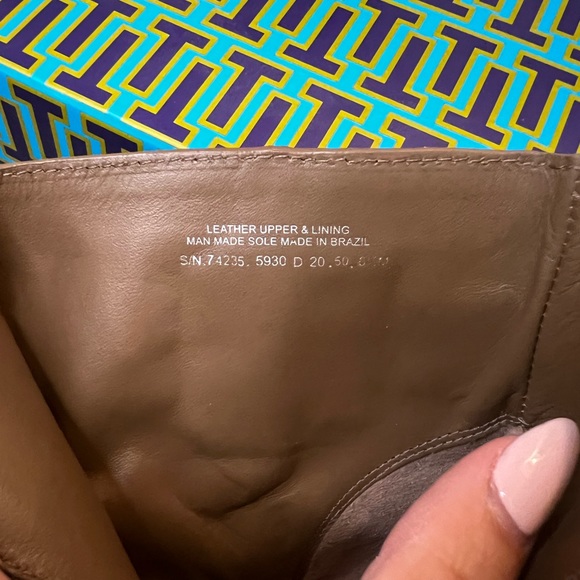 LEATHER UPPER & LINING
MAN MADE SOLE MADE IN BRAZIL
S/N.74235. 5930 D 20.50.